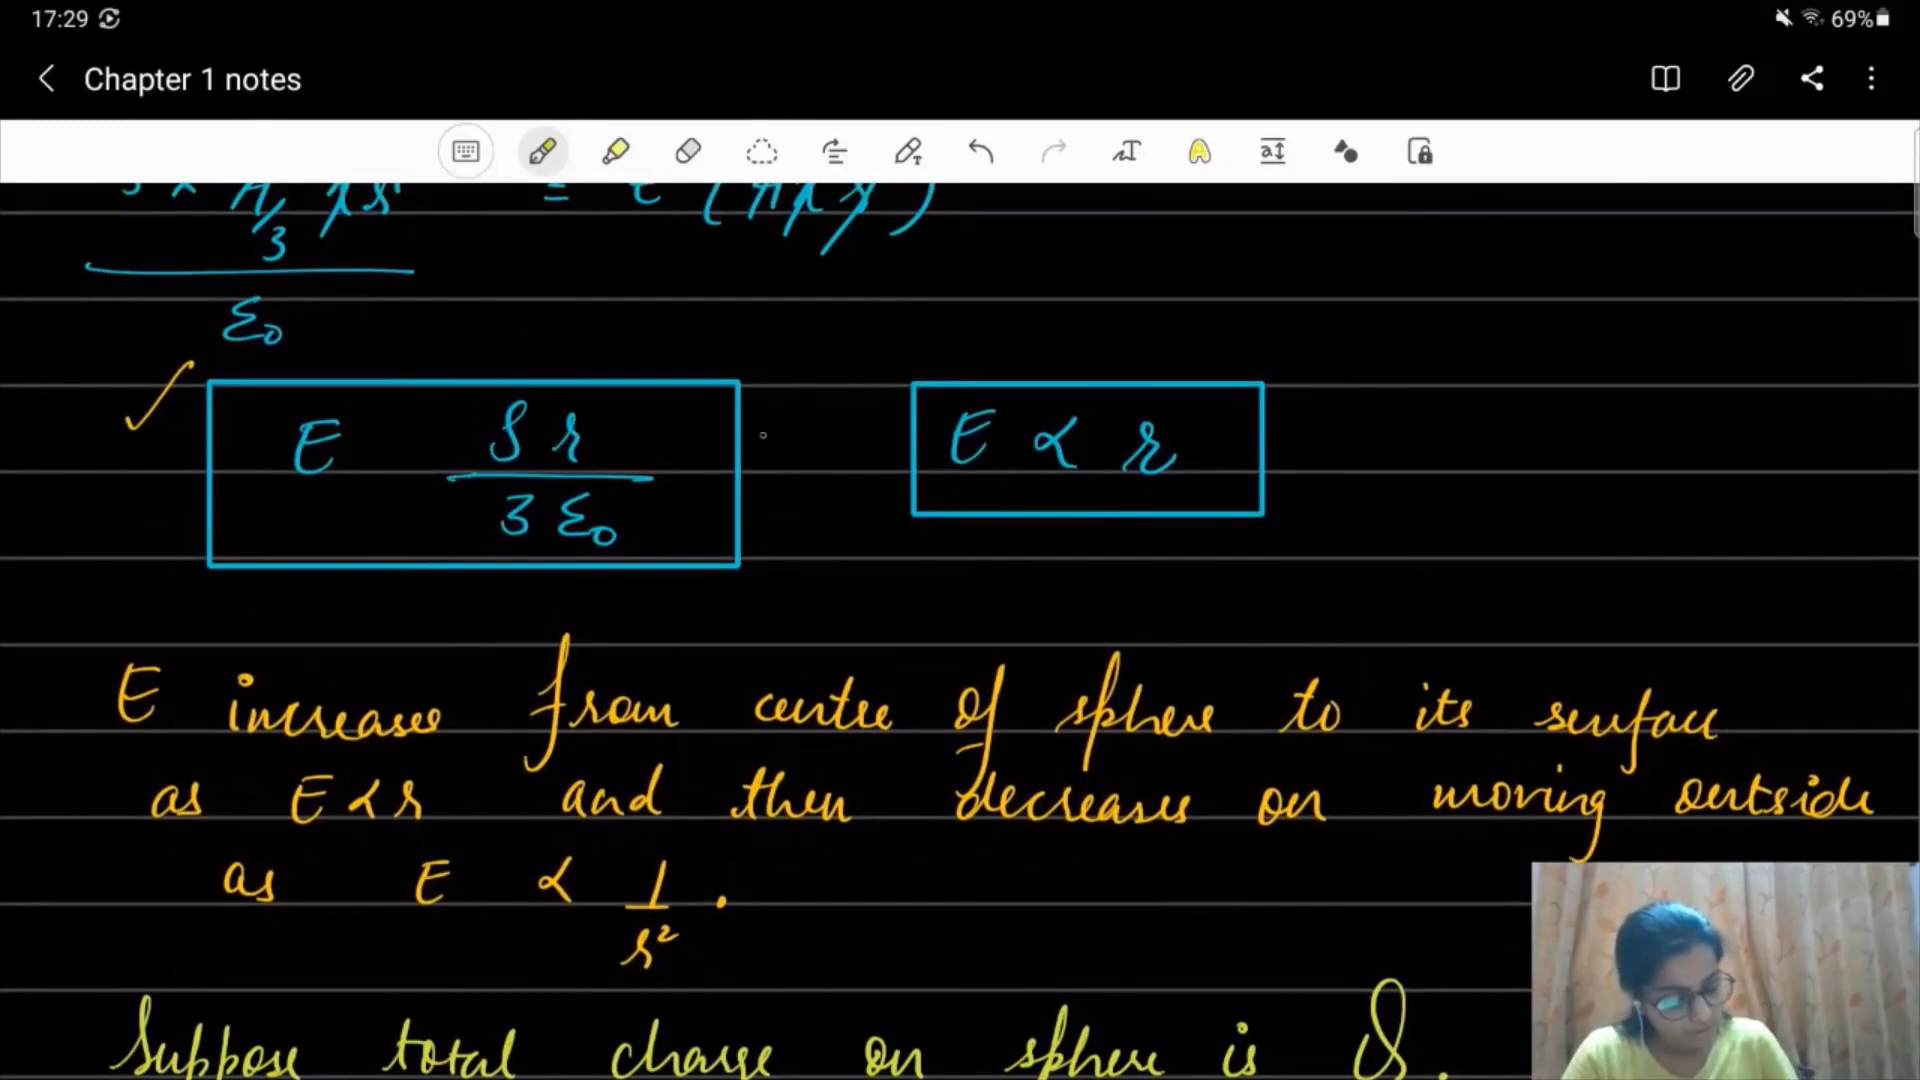 17:29 69%
Chapter 1 notes
3
ε₀
E ρr
3ε₀
E ∝ r
E increases from centre of sphere to its surface
as E ∝ r and then decreases on moving outside
as E ∝ 1
r²
.
Suppose total charge on sphere is Q.